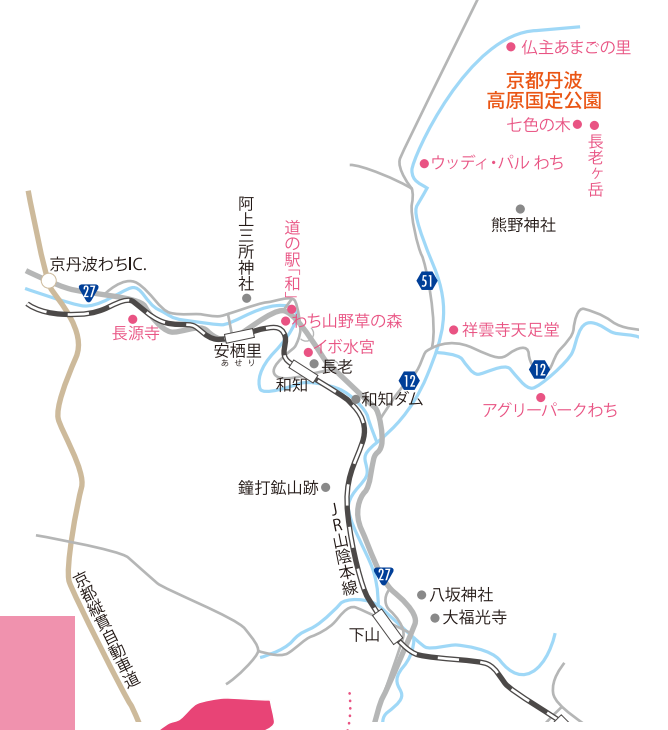 仏主あまごの里
京都丹波
高原国定公園
七色の木
長老ヶ岳
ウッディ・パル わち
熊野神社
阿上三所神社
道の駅「和」
京丹波わちIC.
27
51
わち山野草の森
長源寺
祥雲寺天足堂
イボ水宮
安栖里
あせり
長老
12
12
和知
和知ダム
アグリーパークわち
鐘打鉱山跡
JR山陰本線
27
京都縦貫自動車道
八坂神社
大福光寺
下山